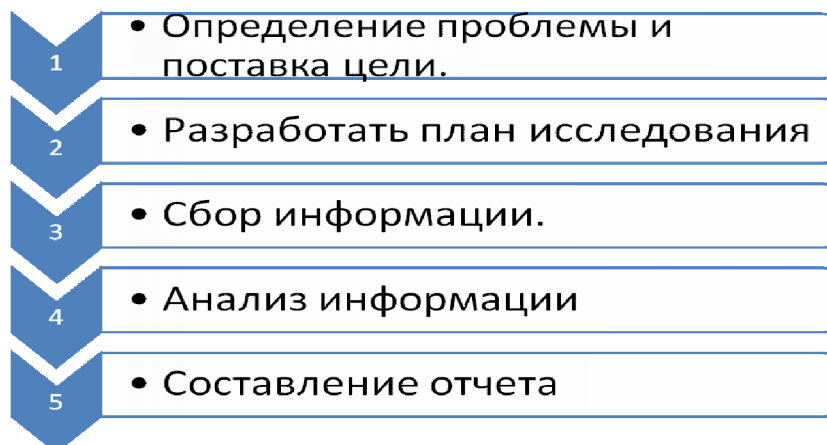 1
• Определение проблемы и
поставка цели.
2
• Разработать план исследования
3
• Сбор информации.
4
• Анализ информации
5
• Составление отчета